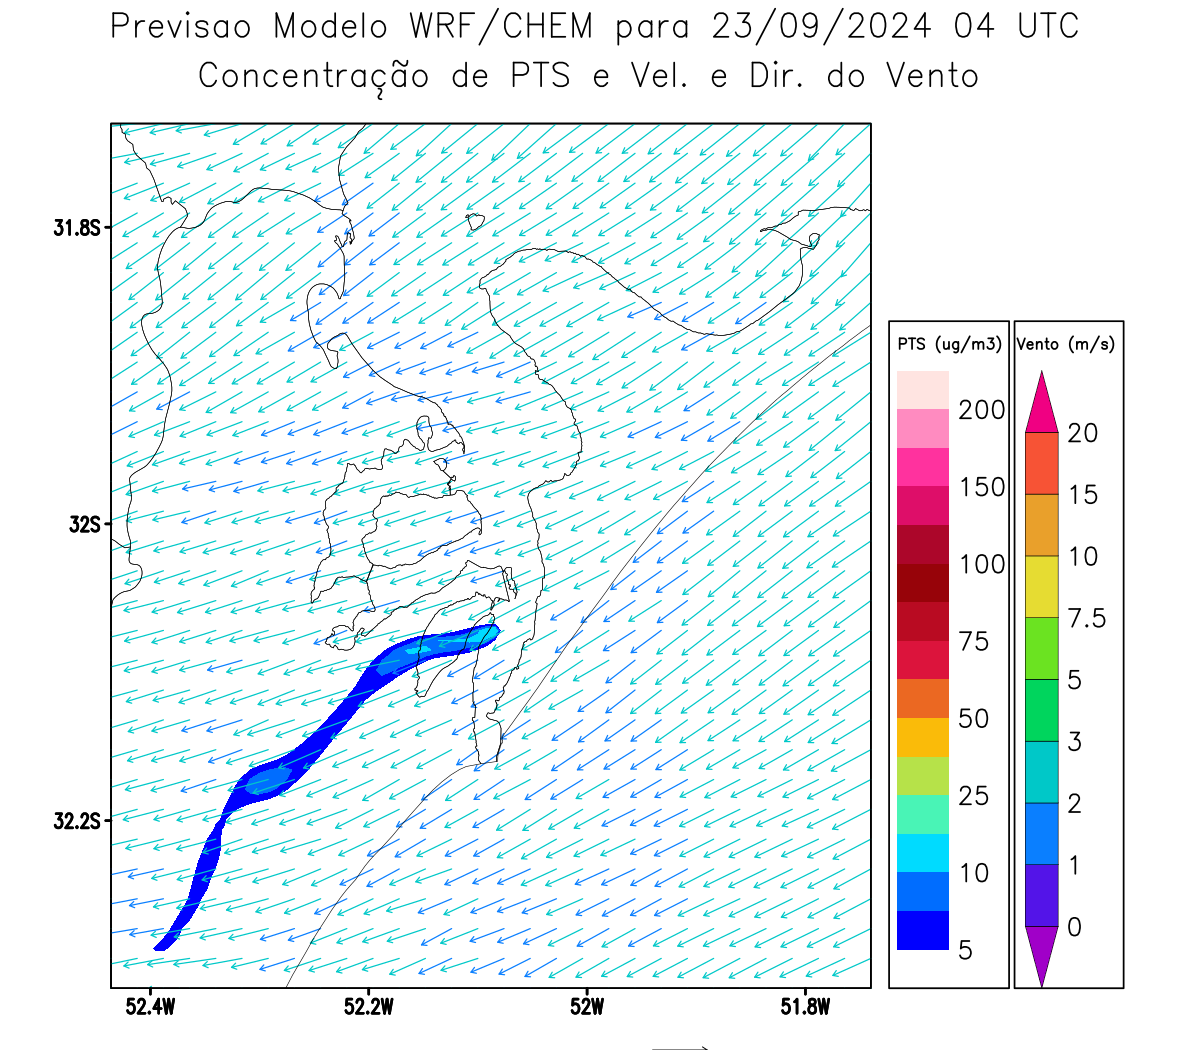 Previsao Modelo WRF/CHEM para 23/09/2024 04 UTC
Concentração de PTS e Vel. e Dir. do Vento
31.8S
32S
32.2S
52.4W 52.2W 52W 51.8W
PTS (ug/m3)
200
150
100
75
50
25
10
5
Vento (m/s)
20
15
10
7.5
5
3
2
1
0